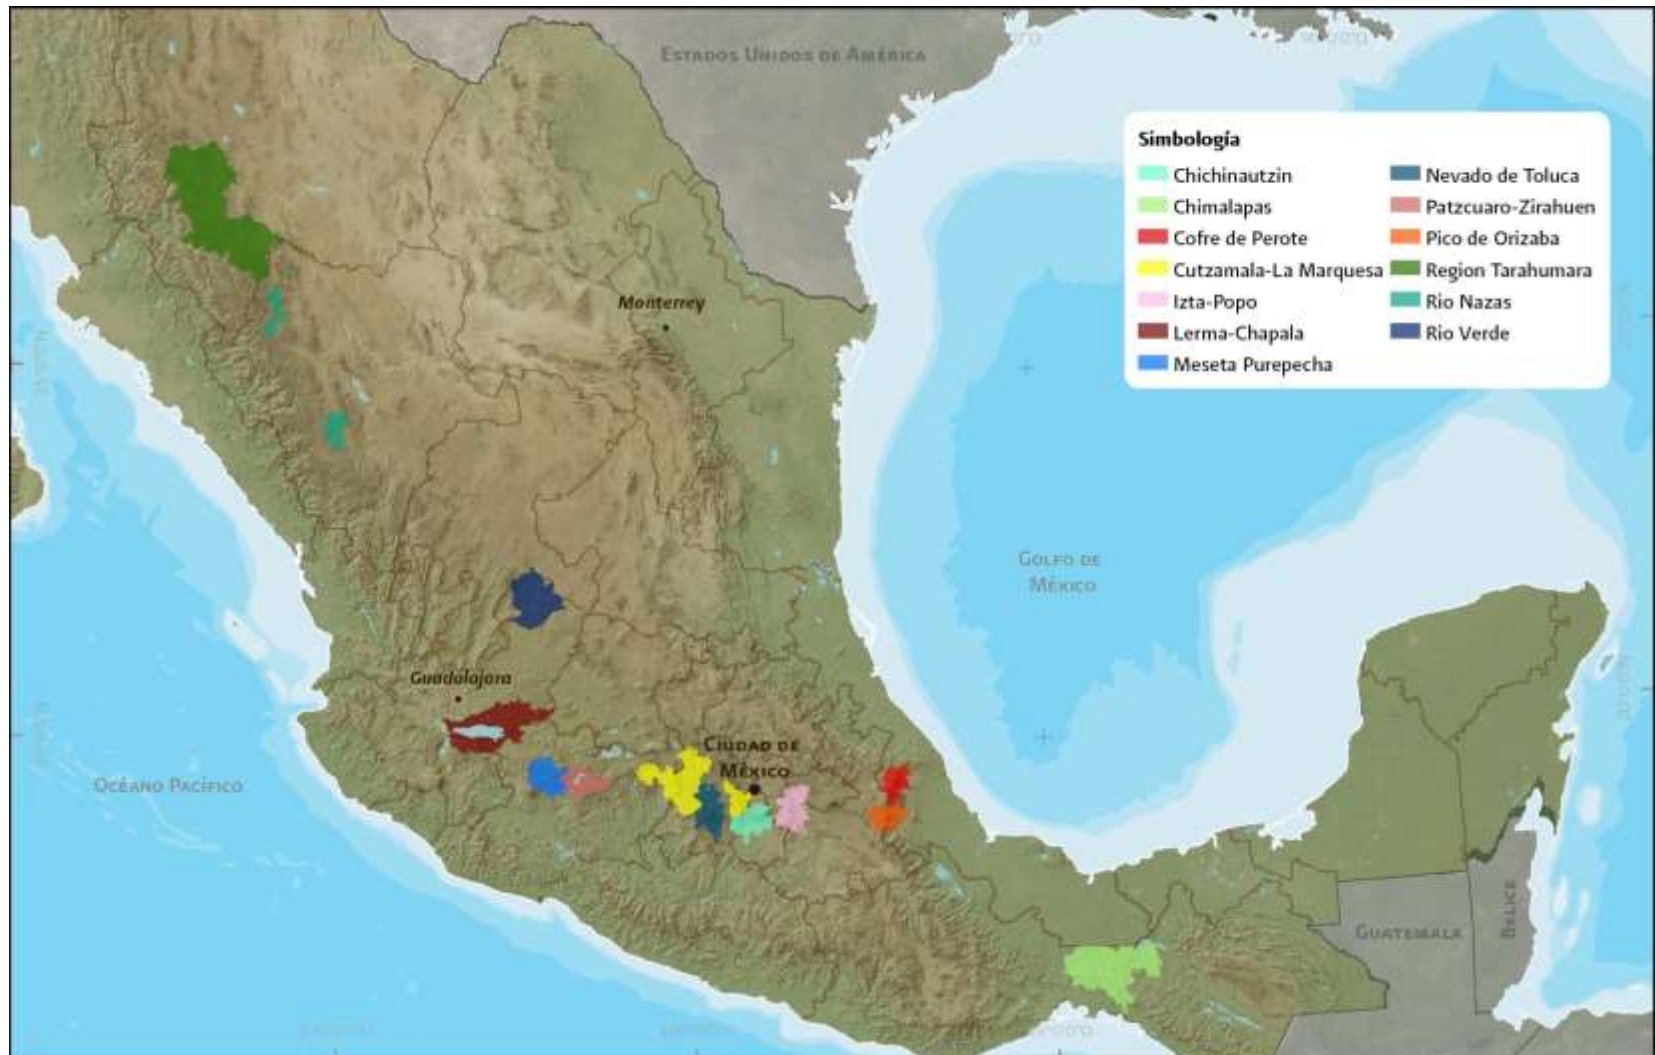 ESTADOS UNIDOS DE AMÉRICA
Simbología
Chichinautzin
Chimalapas
Cofre de Perote
Cutzamala-La Marquesa
Izta-Popo
Lerma-Chapala
Meseta Purepecha
Nevado de Toluca
Patzcuaro-Zirahuen
Pico de Orizaba
Region Tarahumara
Rio Nazas
Rio Verde
Monterrey
GOLFO DE
MÉXICO
Guadalajara
CIUDAD DE
MÉXICO
OCÉANO PACÍFICO
GUATEMALA
BELICE